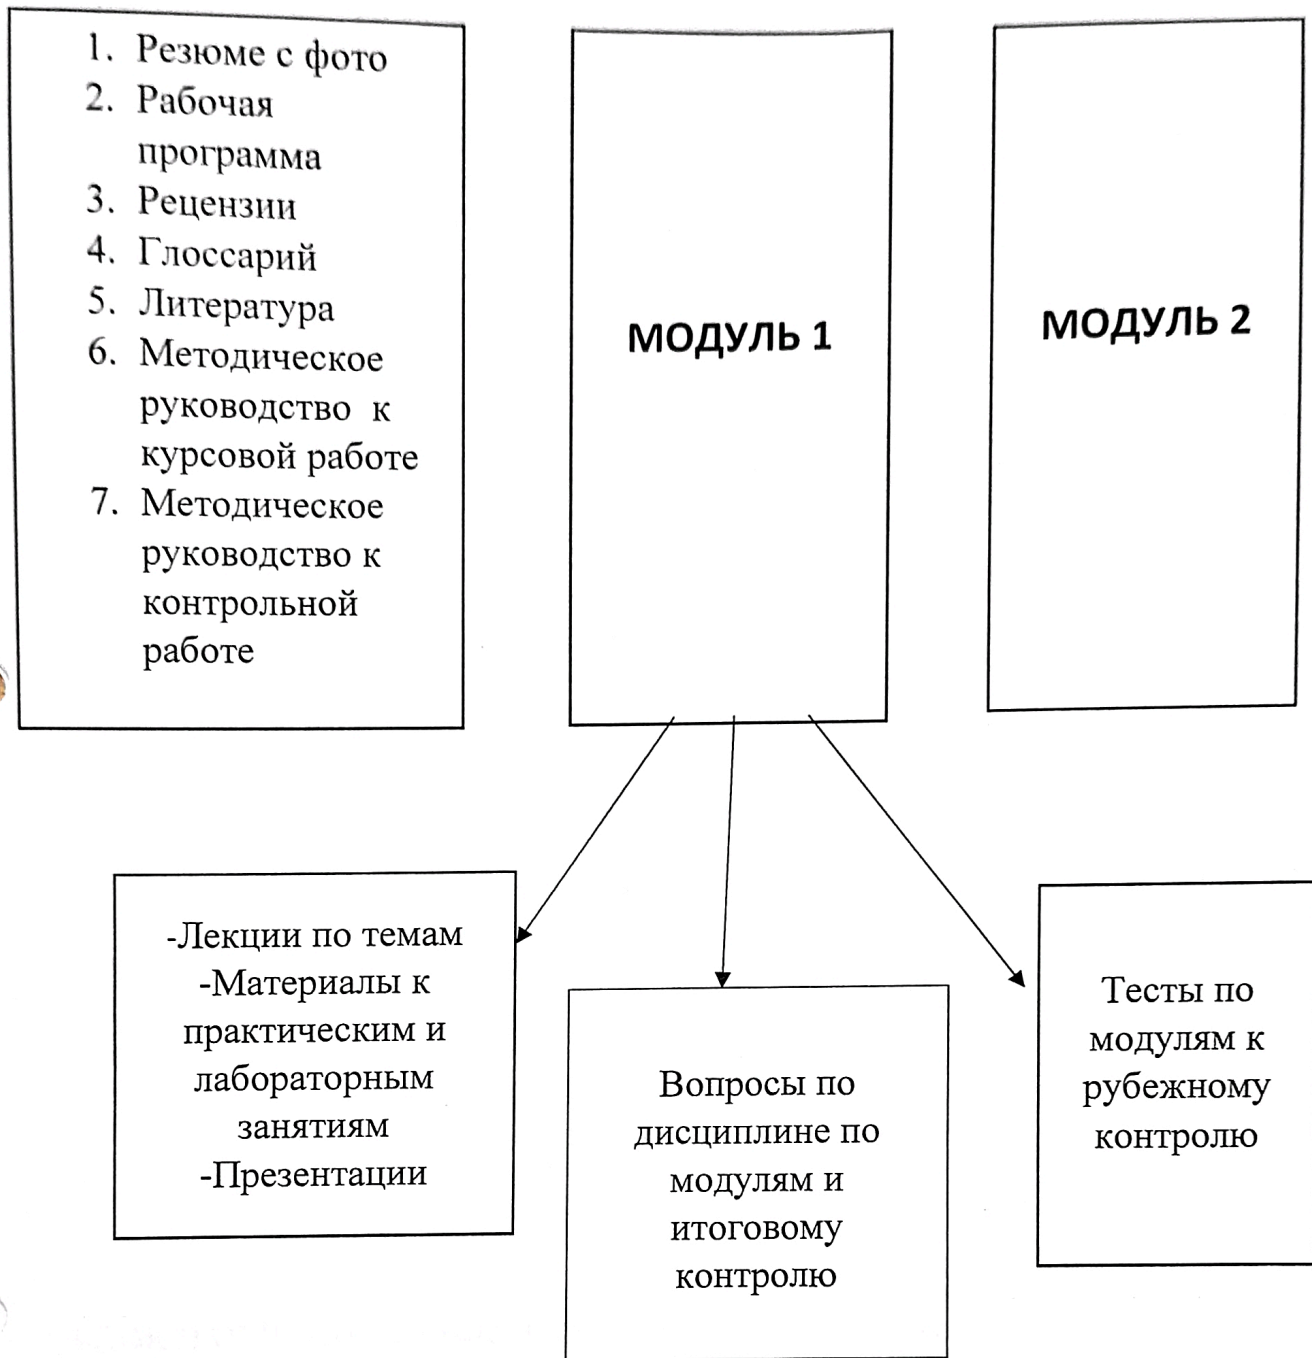 1. Резюме с фото
2. Рабочая
программа
3. Рецензии
4. Глоссарий
5. Литература
6. Методическое
руководство к
курсовой работе
7. Методическое
руководство к
контрольной
работе
МОДУЛЬ 1
МОДУЛЬ 2
-Лекции по темам
-Материалы к
практическим и
лабораторным
занятиям
-Презентации
Вопросы по
дисциплине по
модулям и
итоговому
контролю
Тесты по
модулям к
рубежному
контролю